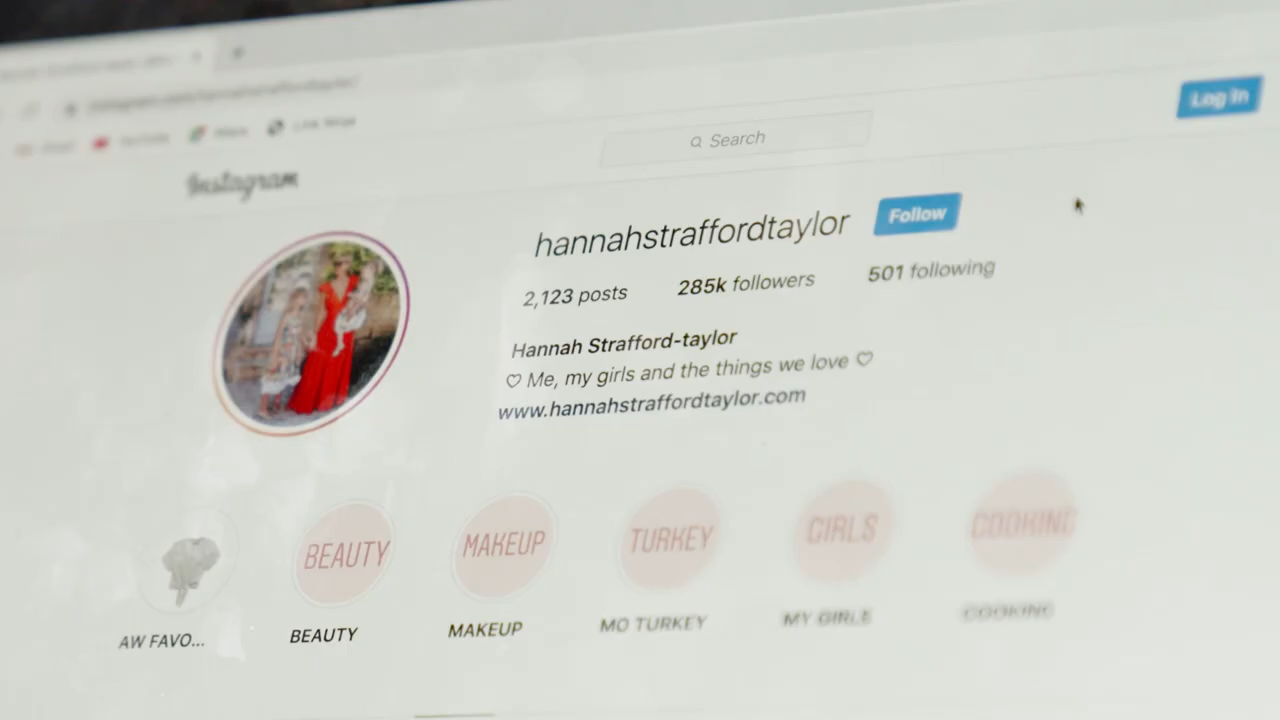 Log In
Search
Instagram
hannahstraffordtaylor Follow
2,123 posts 285k followers 501 following
Hannah Strafford-taylor
♡ Me, my girls and the things we love ♡
www.hannahstraffordtaylor.com
BEAUTY MAKEUP TURKEY GIRLS COOKING
AW FAVO... BEAUTY MAKEUP MO TURKEY MY GIRLS COOKING